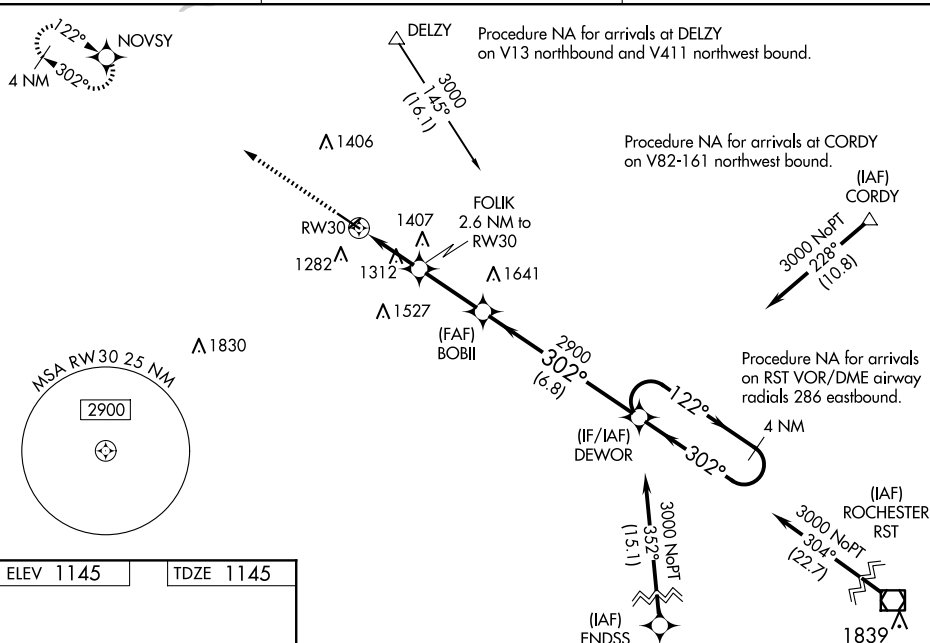 122°
NOVSY
4 NM
302°
DELZY
Procedure NA for arrivals at DELZY
on V13 northbound and V411 northwest bound.
3000
145°
(16.1)
1406
Procedure NA for arrivals at CORDY
on V82-161 northwest bound.
(IAF)
CORDY
3000 NoPT
228°
(10.8)
FOLIK
2.6 NM to
RW30
1407
RW30
1282
1312
1641
1527
(FAF)
BOBII
2900
302°
(6.8)
1830
MSA RW30 25 NM
2900
Procedure NA for arrivals
on RST VOR/DME airway
radials 286 eastbound.
122°
4 NM
302°
(IF/IAF)
DEWOR
3000 NoPT
352°
(15.1)
(IAF)
ROCHESTER
RST
3000 NoPT
304°
(22.7)
ELEV 1145
TDZE 1145
(IAF)
ENDSS
1839